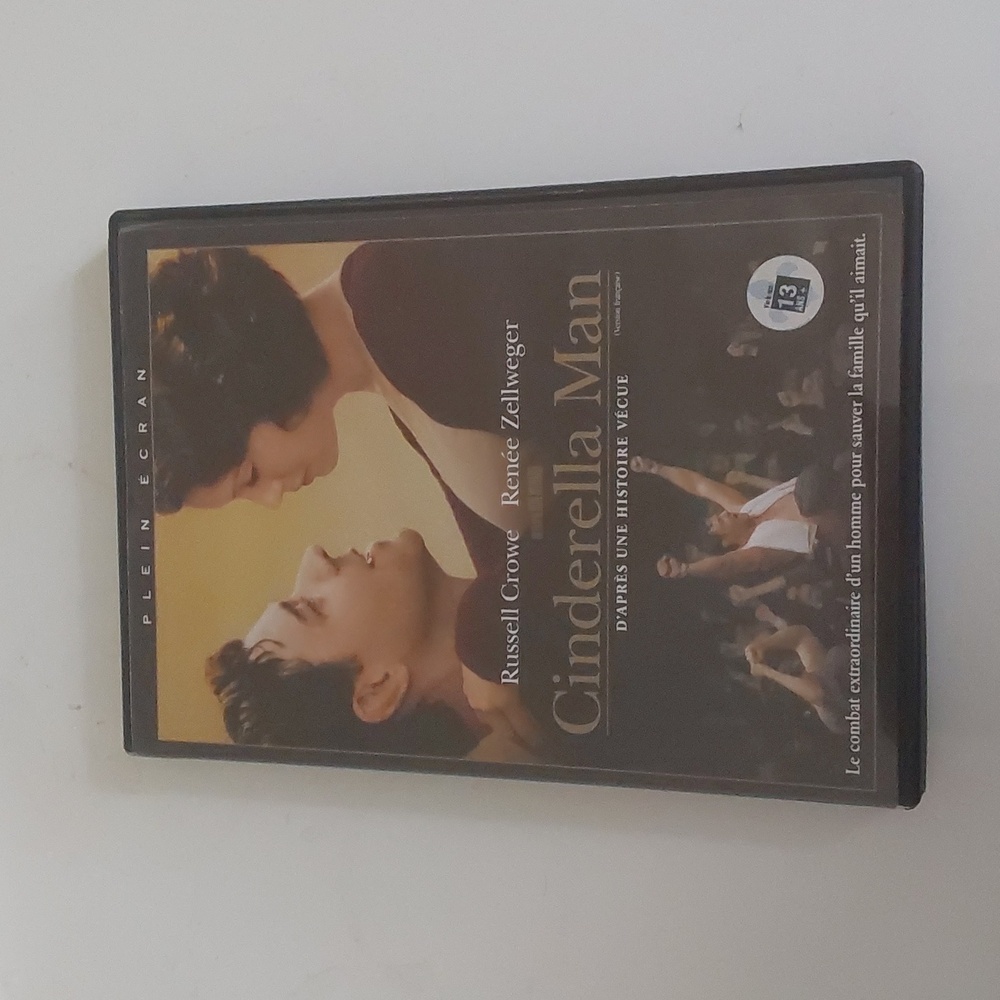 PLEIN ÉCRAN
Russell Crowe Renée Zellweger
Cinderella Man
(Version française)
D'APRÈS UNE HISTOIRE VÉCUE
13
ANS +
Le combat extraordinaire d'un homme pour sauver la famille qu'il aimait.